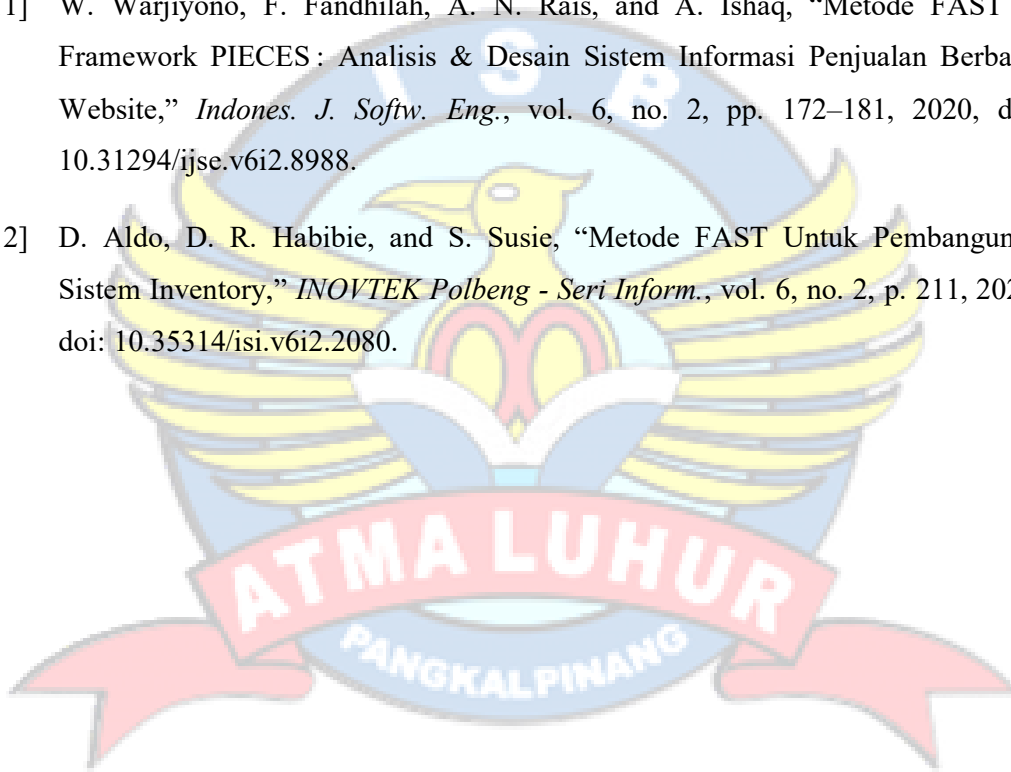 1] W. Warjiyono, F. Fandhilah, A. N. Rais, and A. Ishaq, “Metode FAST
Framework PIECES : Analisis & Desain Sistem Informasi Penjualan Berba
Website,” Indones. J. Softw. Eng., vol. 6, no. 2, pp. 172–181, 2020, d
10.31294/ijse.v6i2.8988.
2] D. Aldo, D. R. Habibie, and S. Susie, “Metode FAST Untuk Pembangun
Sistem Inventory,” INOVTEK Polbeng - Seri Inform., vol. 6, no. 2, p. 211, 202
doi: 10.35314/isi.v6i2.2080.
I S B
ATMA LUHUR
PANGKALPINANG